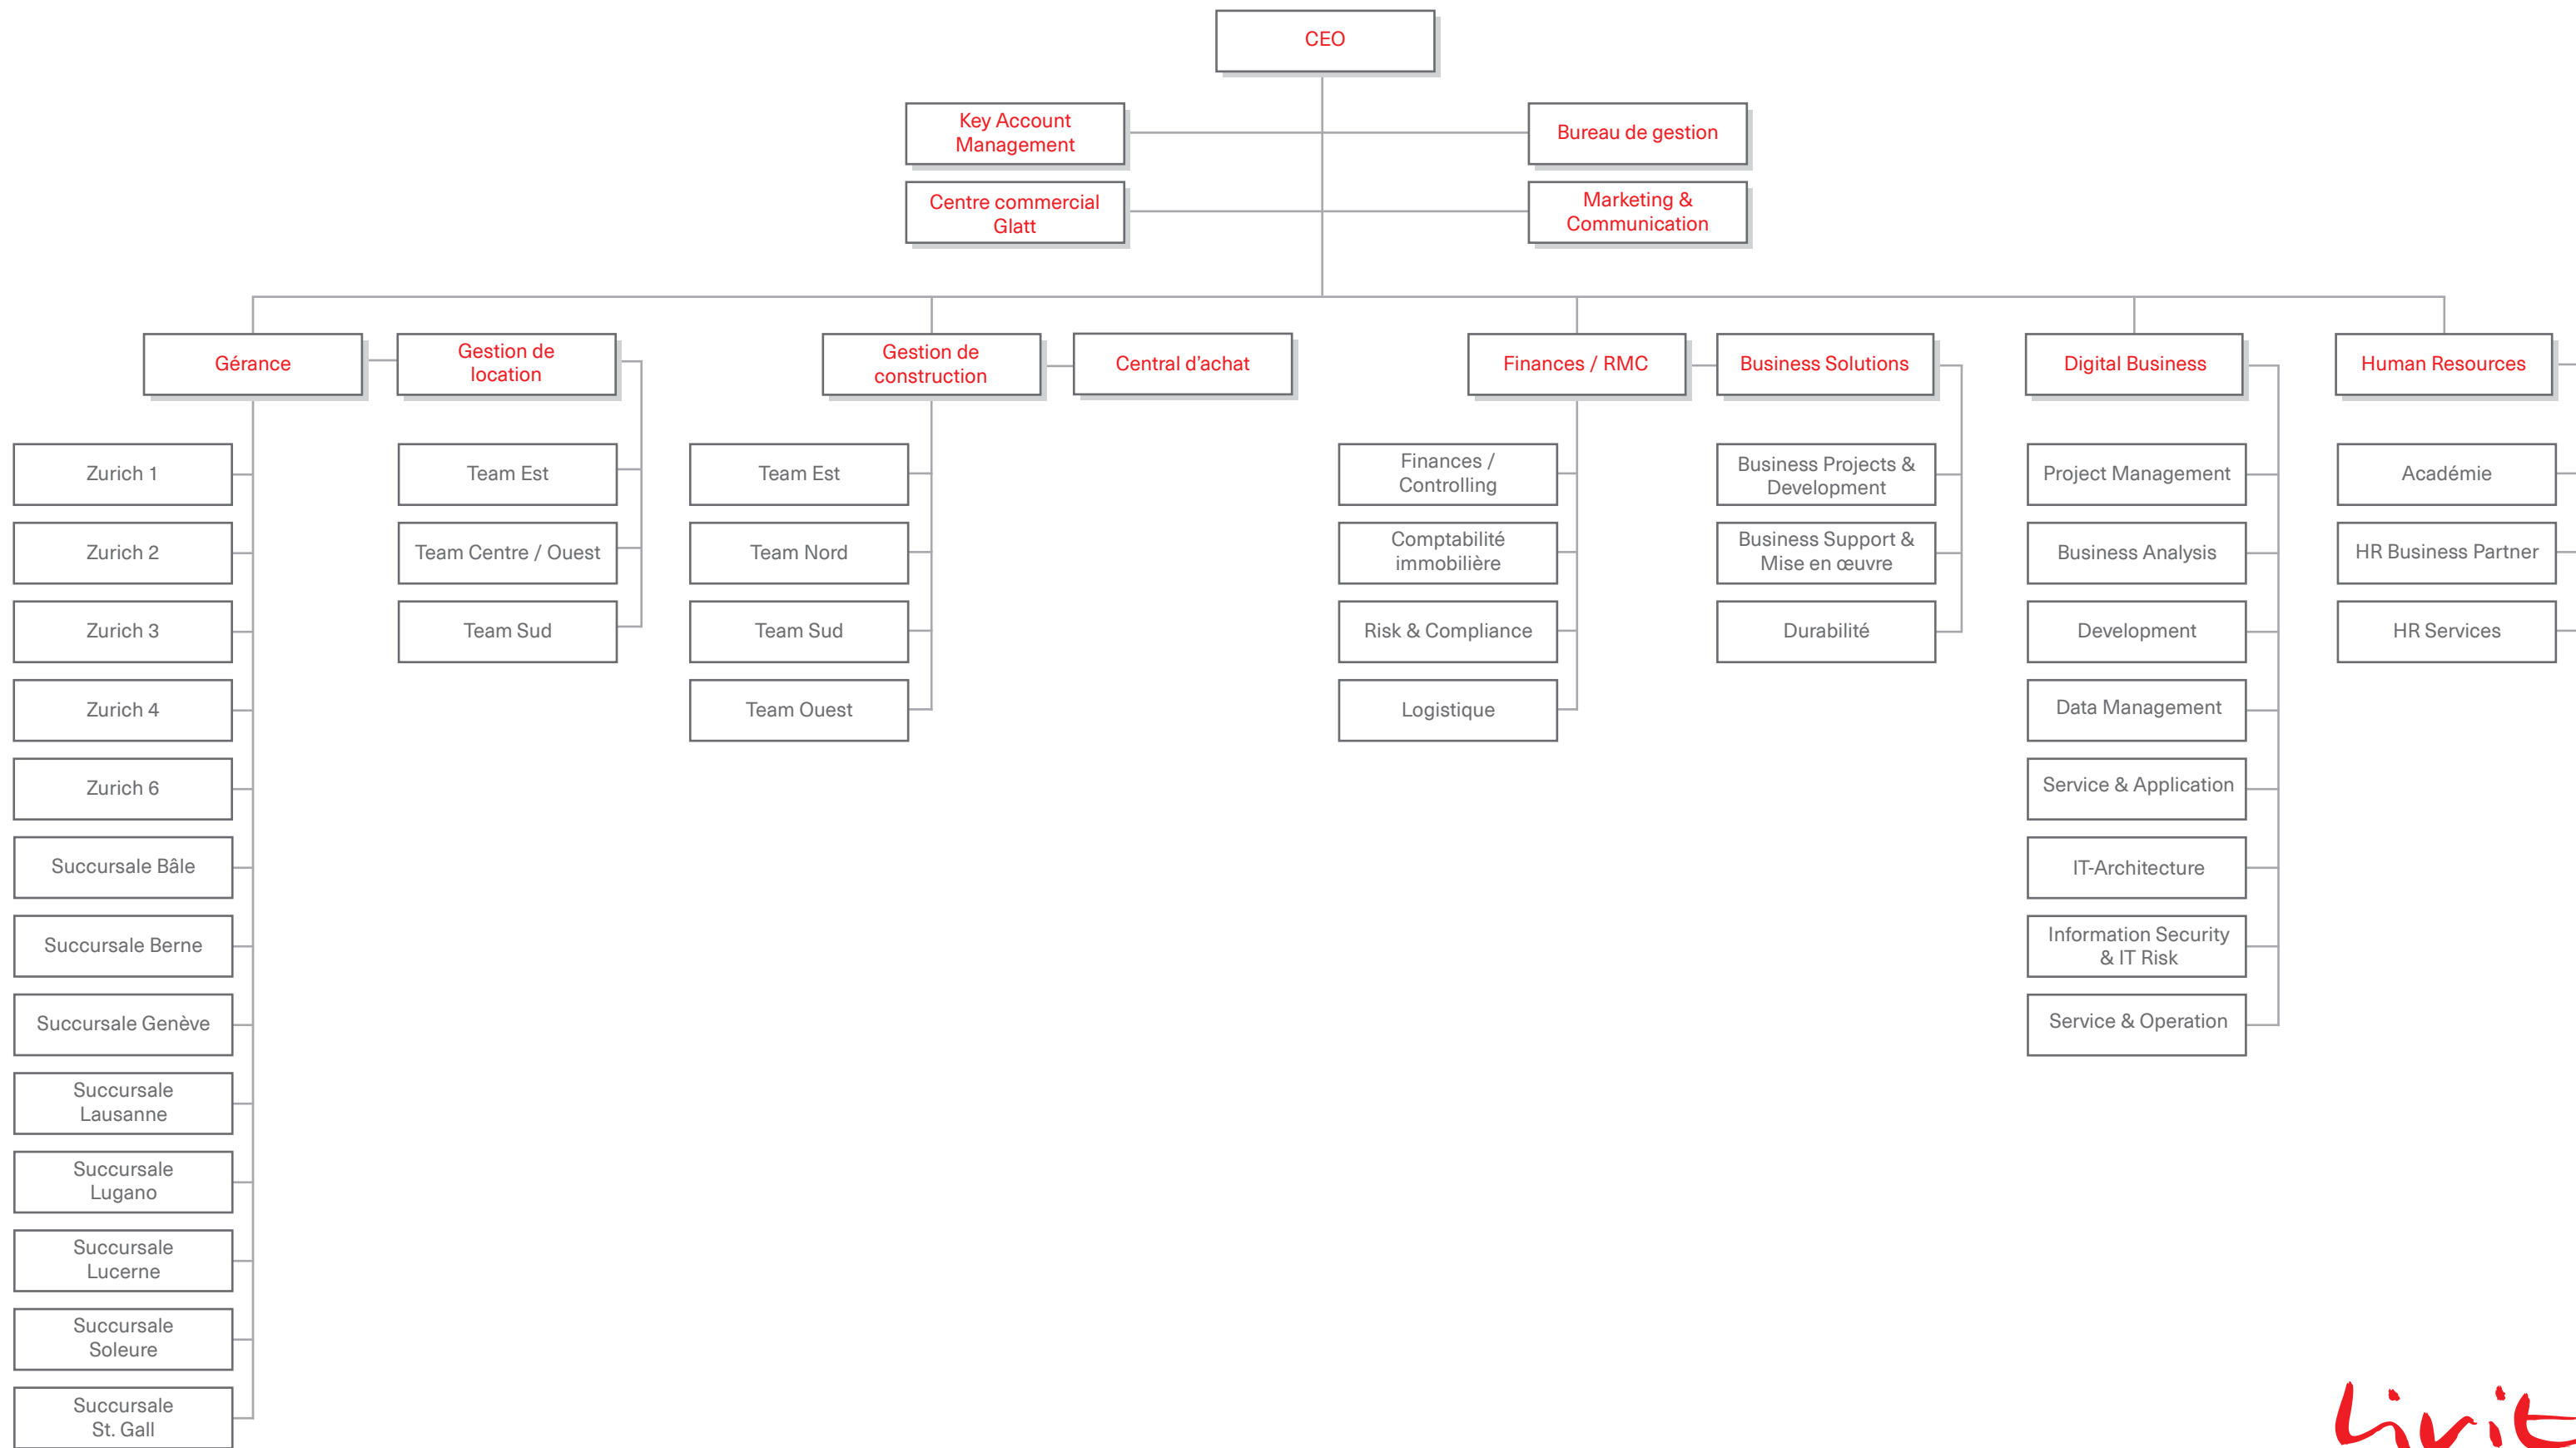 CEO
Key Account
Management
Bureau de gestion
Centre commercial
Glatt
Marketing &
Communication
Gérance
Gestion de
location
Gestion de
construction
Central d'achat
Finances / RMC
Business Solutions
Digital Business
Human Resources
Zurich 1
Zurich 2
Zurich 3
Zurich 4
Zurich 6
Succursale Bâle
Succursale Berne
Succursale Genève
Succursale
Lausanne
Succursale
Lugano
Succursale
Lucerne
Succursale
Soleure
Succursale
St. Gall
Team Est
Team Centre / Ouest
Team Sud
Team Est
Team Nord
Team Sud
Team Ouest
Finances /
Controlling
Comptabilité
immobilière
Risk & Compliance
Logistique
Business Projects &
Development
Business Support &
Mise en œuvre
Durabilité
Project Management
Business Analysis
Development
Data Management
Service & Application
IT-Architecture
Information Security
& IT Risk
Service & Operation
Académie
HR Business Partner
HR Services
livit